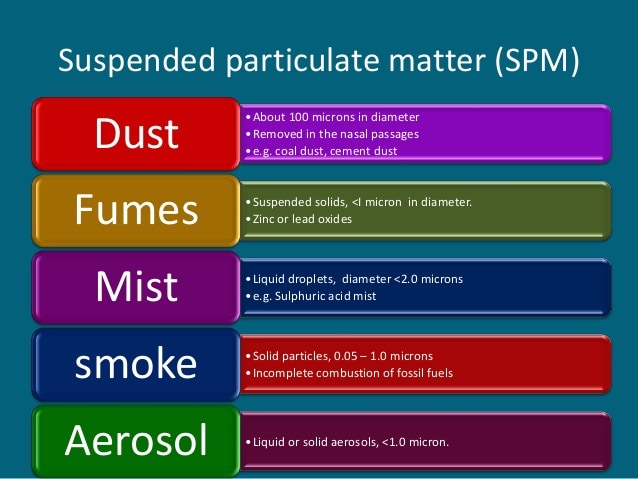 Suspended particulate matter (SPM)
Dust
•About 100 microns in diameter
•Removed in the nasal passages
•e.g. coal dust, cement dust
Fumes
•Suspended solids, <I micron in diameter.
•Zinc or lead oxides
Mist
•Liquid droplets, diameter <2.0 microns
•e.g. Sulphuric acid mist
smoke
•Solid particles, 0.05 – 1.0 microns
•Incomplete combustion of fossil fuels
Aerosol
•Liquid or solid aerosols, <1.0 micron.